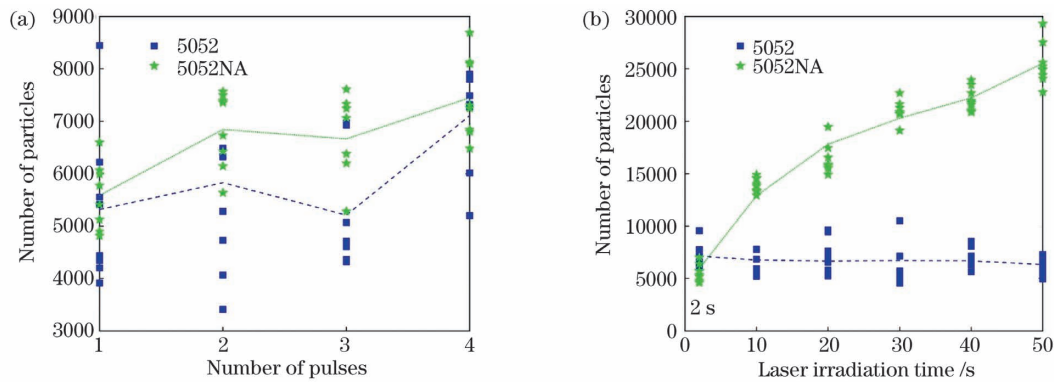 (a)
9000
8000
7000
6000
5000
4000
3000
Number of particles
5052
5052NA
1
2
3
4
Number of pulses
(b)
30000
25000
20000
15000
10000
5000
0
Number of particles
5052
5052NA
2 s
0
10
20
30
40
50
Laser irradiation time /s